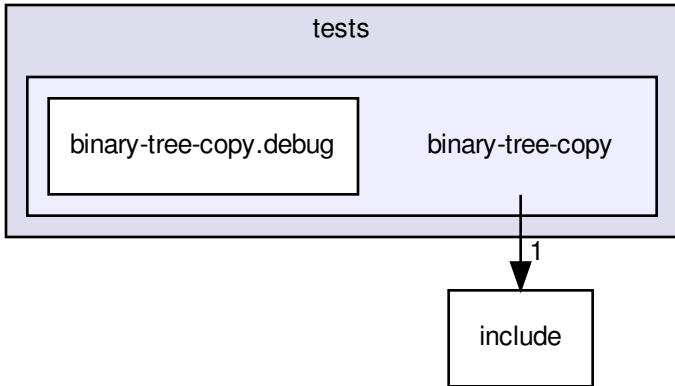 tests
binary-tree-copy.debug
binary-tree-copy
1
include